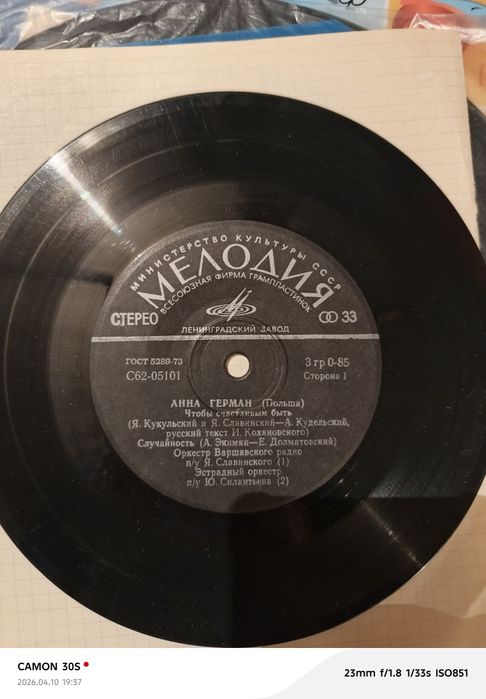 МИНИСТЕРСТВО КУЛЬТУРЫ СССР
МЕЛОДИЯ
ВСЕСОЮЗНАЯ ФИРМА ГРАМПЛАСТИНОК
СТЕРЕО
33
ЛЕНИНГРАДСКИЙ ЗАВОД
ГОСТ 5289-73
3 гр 0-85
С62-05101
Сторона 1
АННА ГЕРМАН (Польша)
Чтобы счастливым быть
(Я. Кукульский и Я. Славинский—А. Кудельский,
русский текст И. Кохановского)
Случайность (А. Экимян—Е. Долматовский)
Оркестр Варшавского радио
п/у Я. Славинского (1)
Эстрадный оркестр
п/у Ю. Силантьева (2)
CAMON 30S
2026.04.10 19:37
23mm f/1.8 1/33s ISO851